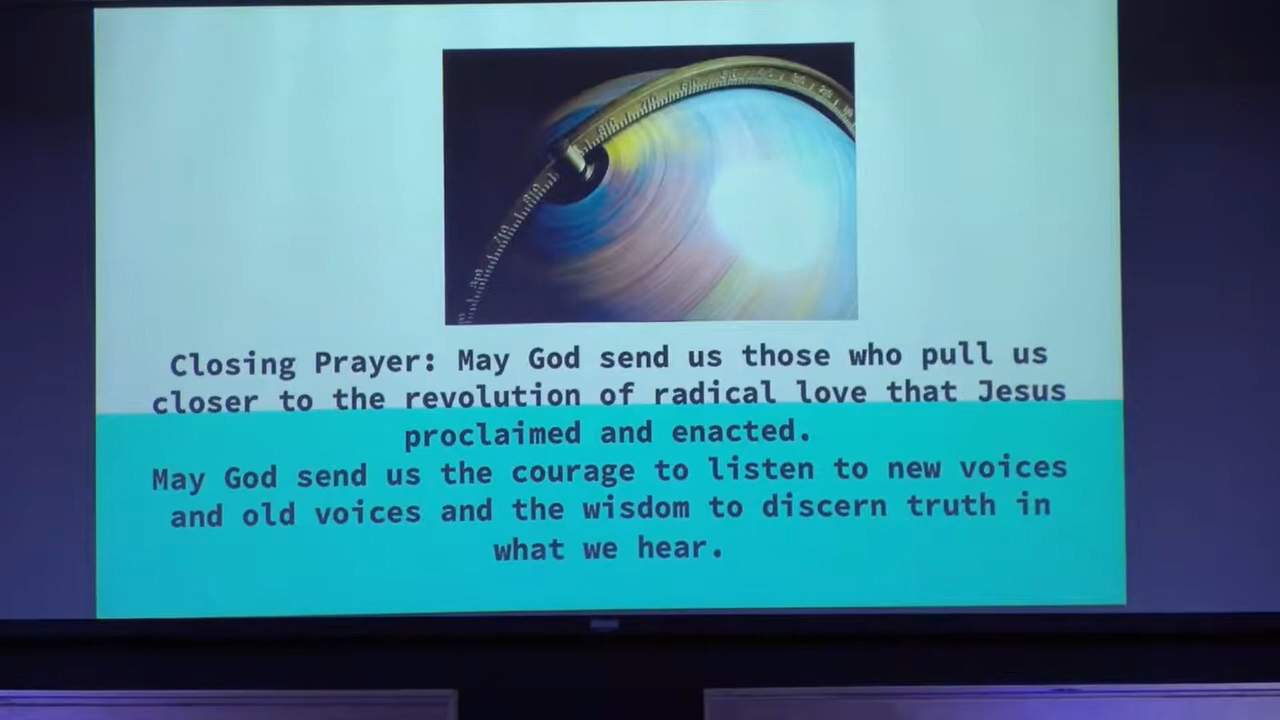 Closing Prayer: May God send us those who pull us
closer to the revolution of radical love that Jesus
proclaimed and enacted.
May God send us the courage to listen to new voices
and old voices and the wisdom to discern truth in
what we hear.